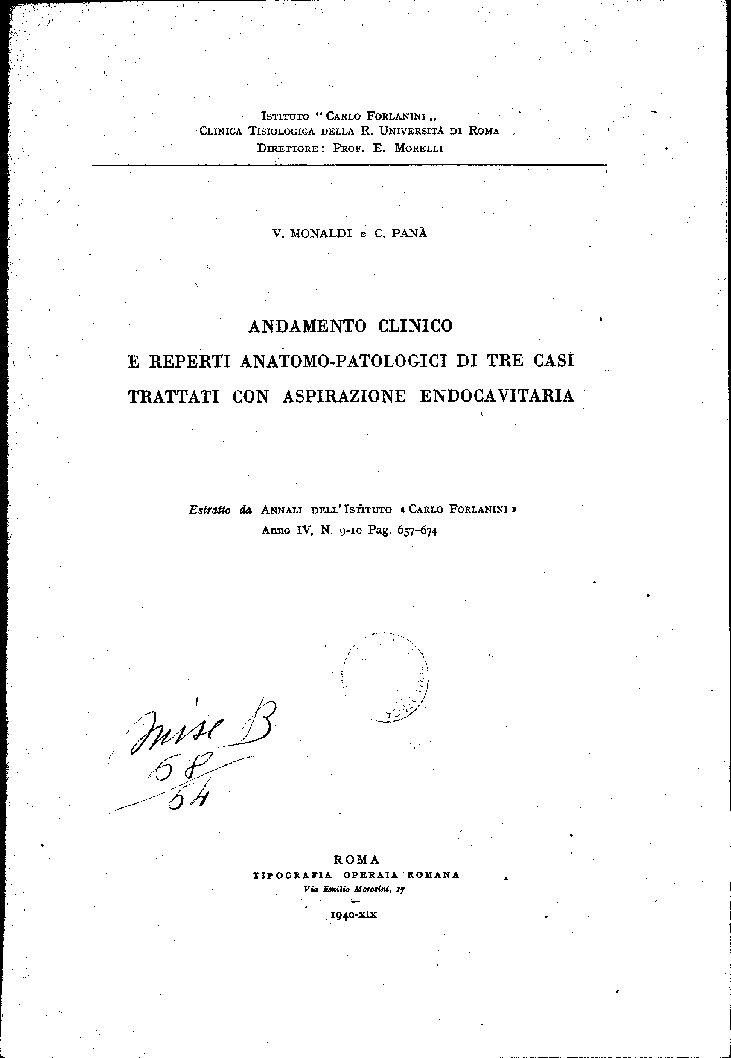 ISTITUTO “ CARLO FORLANINI „
CLINICA TISIOLOGICA DELLA R. UNIVERSITÀ DI ROMA
DIRETTORE: PROF. E. MORELLI
V. MONALDI e C. PANÀ
ANDAMENTO CLINICO
E REPERTI ANATOMO-PATOLOGICI DI TRE CASI
TRATTATI CON ASPIRAZIONE ENDOCAVITARIA
Estratto da ANNALI DELL'ISTITUTO « CARLO FORLANINI »
Anno IV, N. 9-10 Pag. 657-674
B
58
54
ROMA
TIPOGRAFIA OPERAIA ROMANA
Via Emilio Morosini, 17
1940-XIX